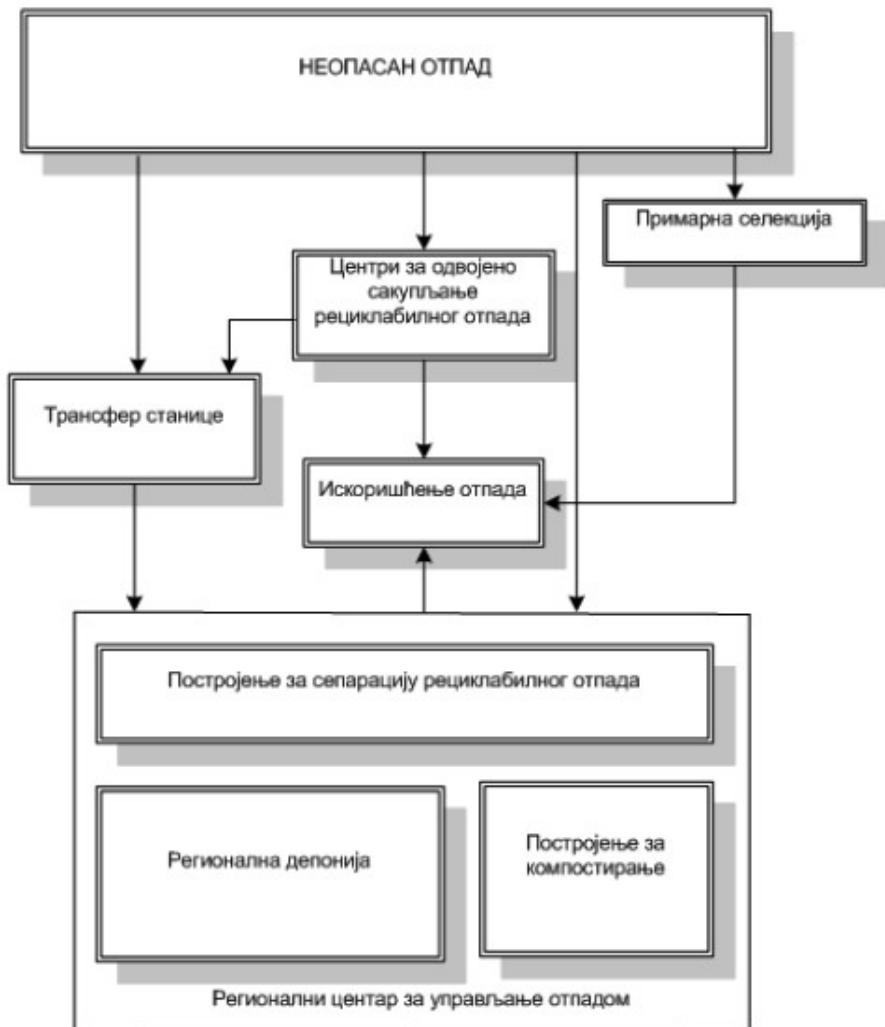 НЕОПАСАН ОТПАД
Примарна селекција
Центри за одвојено
сакупљање
рециклабилног отпада
Трансфер станице
Искоришћење отпада
Постројење за сепарацију рециклабилног отпада
Регионална депонија
Постројење за
компостирање
Регионални центар за управљање отпадом